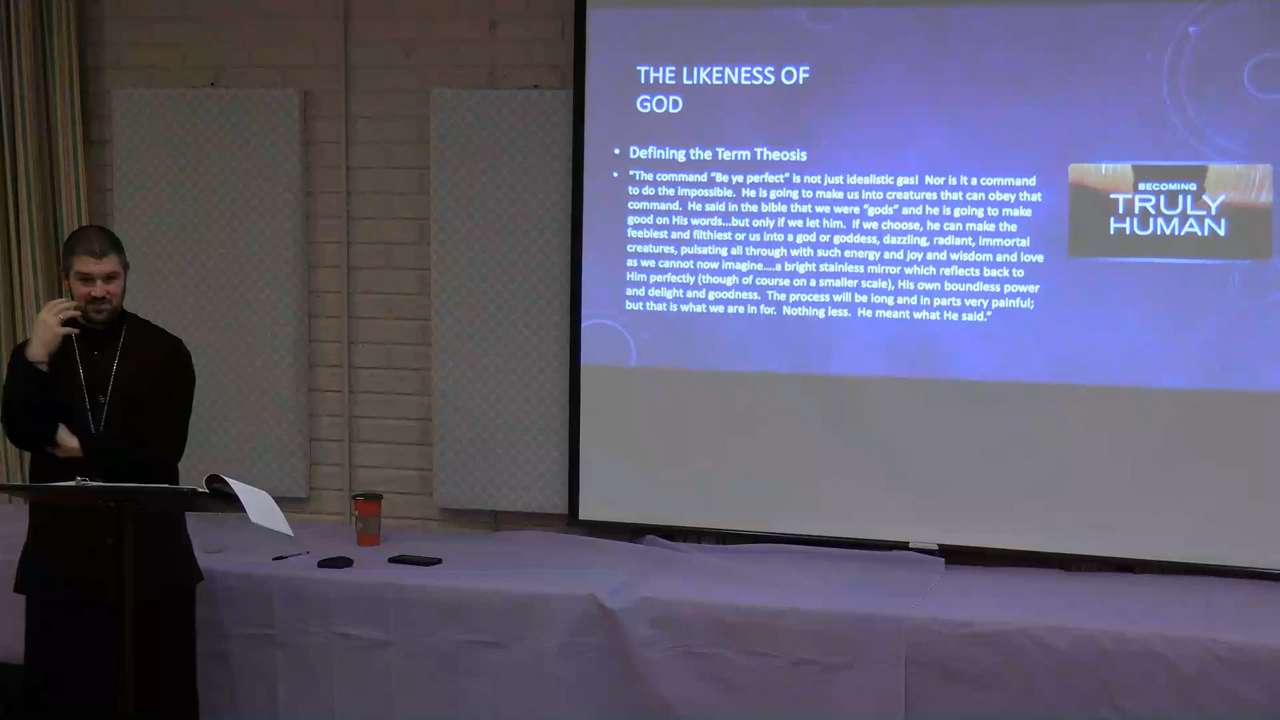 THE LIKENESS OF
GOD
• Defining the Term Theosis
• "The command "Be ye perfect" is not just idealistic gas! Nor is it a command
to do the impossible. He is going to make us into creatures that can obey that
command. He said in the bible that we were "gods" and he is going to make
good on His words...but only if we let him. If we choose, he can make the
feeblest and filthiest or us into a god or goddess, dazzling, radiant, immortal
creatures, pulsating all through with such energy and joy and wisdom and love
as we cannot now imagine....a bright stainless mirror which reflects back to
Him perfectly (though of course on a smaller scale), His own boundless power
and delight and goodness. The process will be long and in parts very painful;
but that is what we are in for. Nothing less. He meant what He said."
BECOMING
TRULY
HUMAN